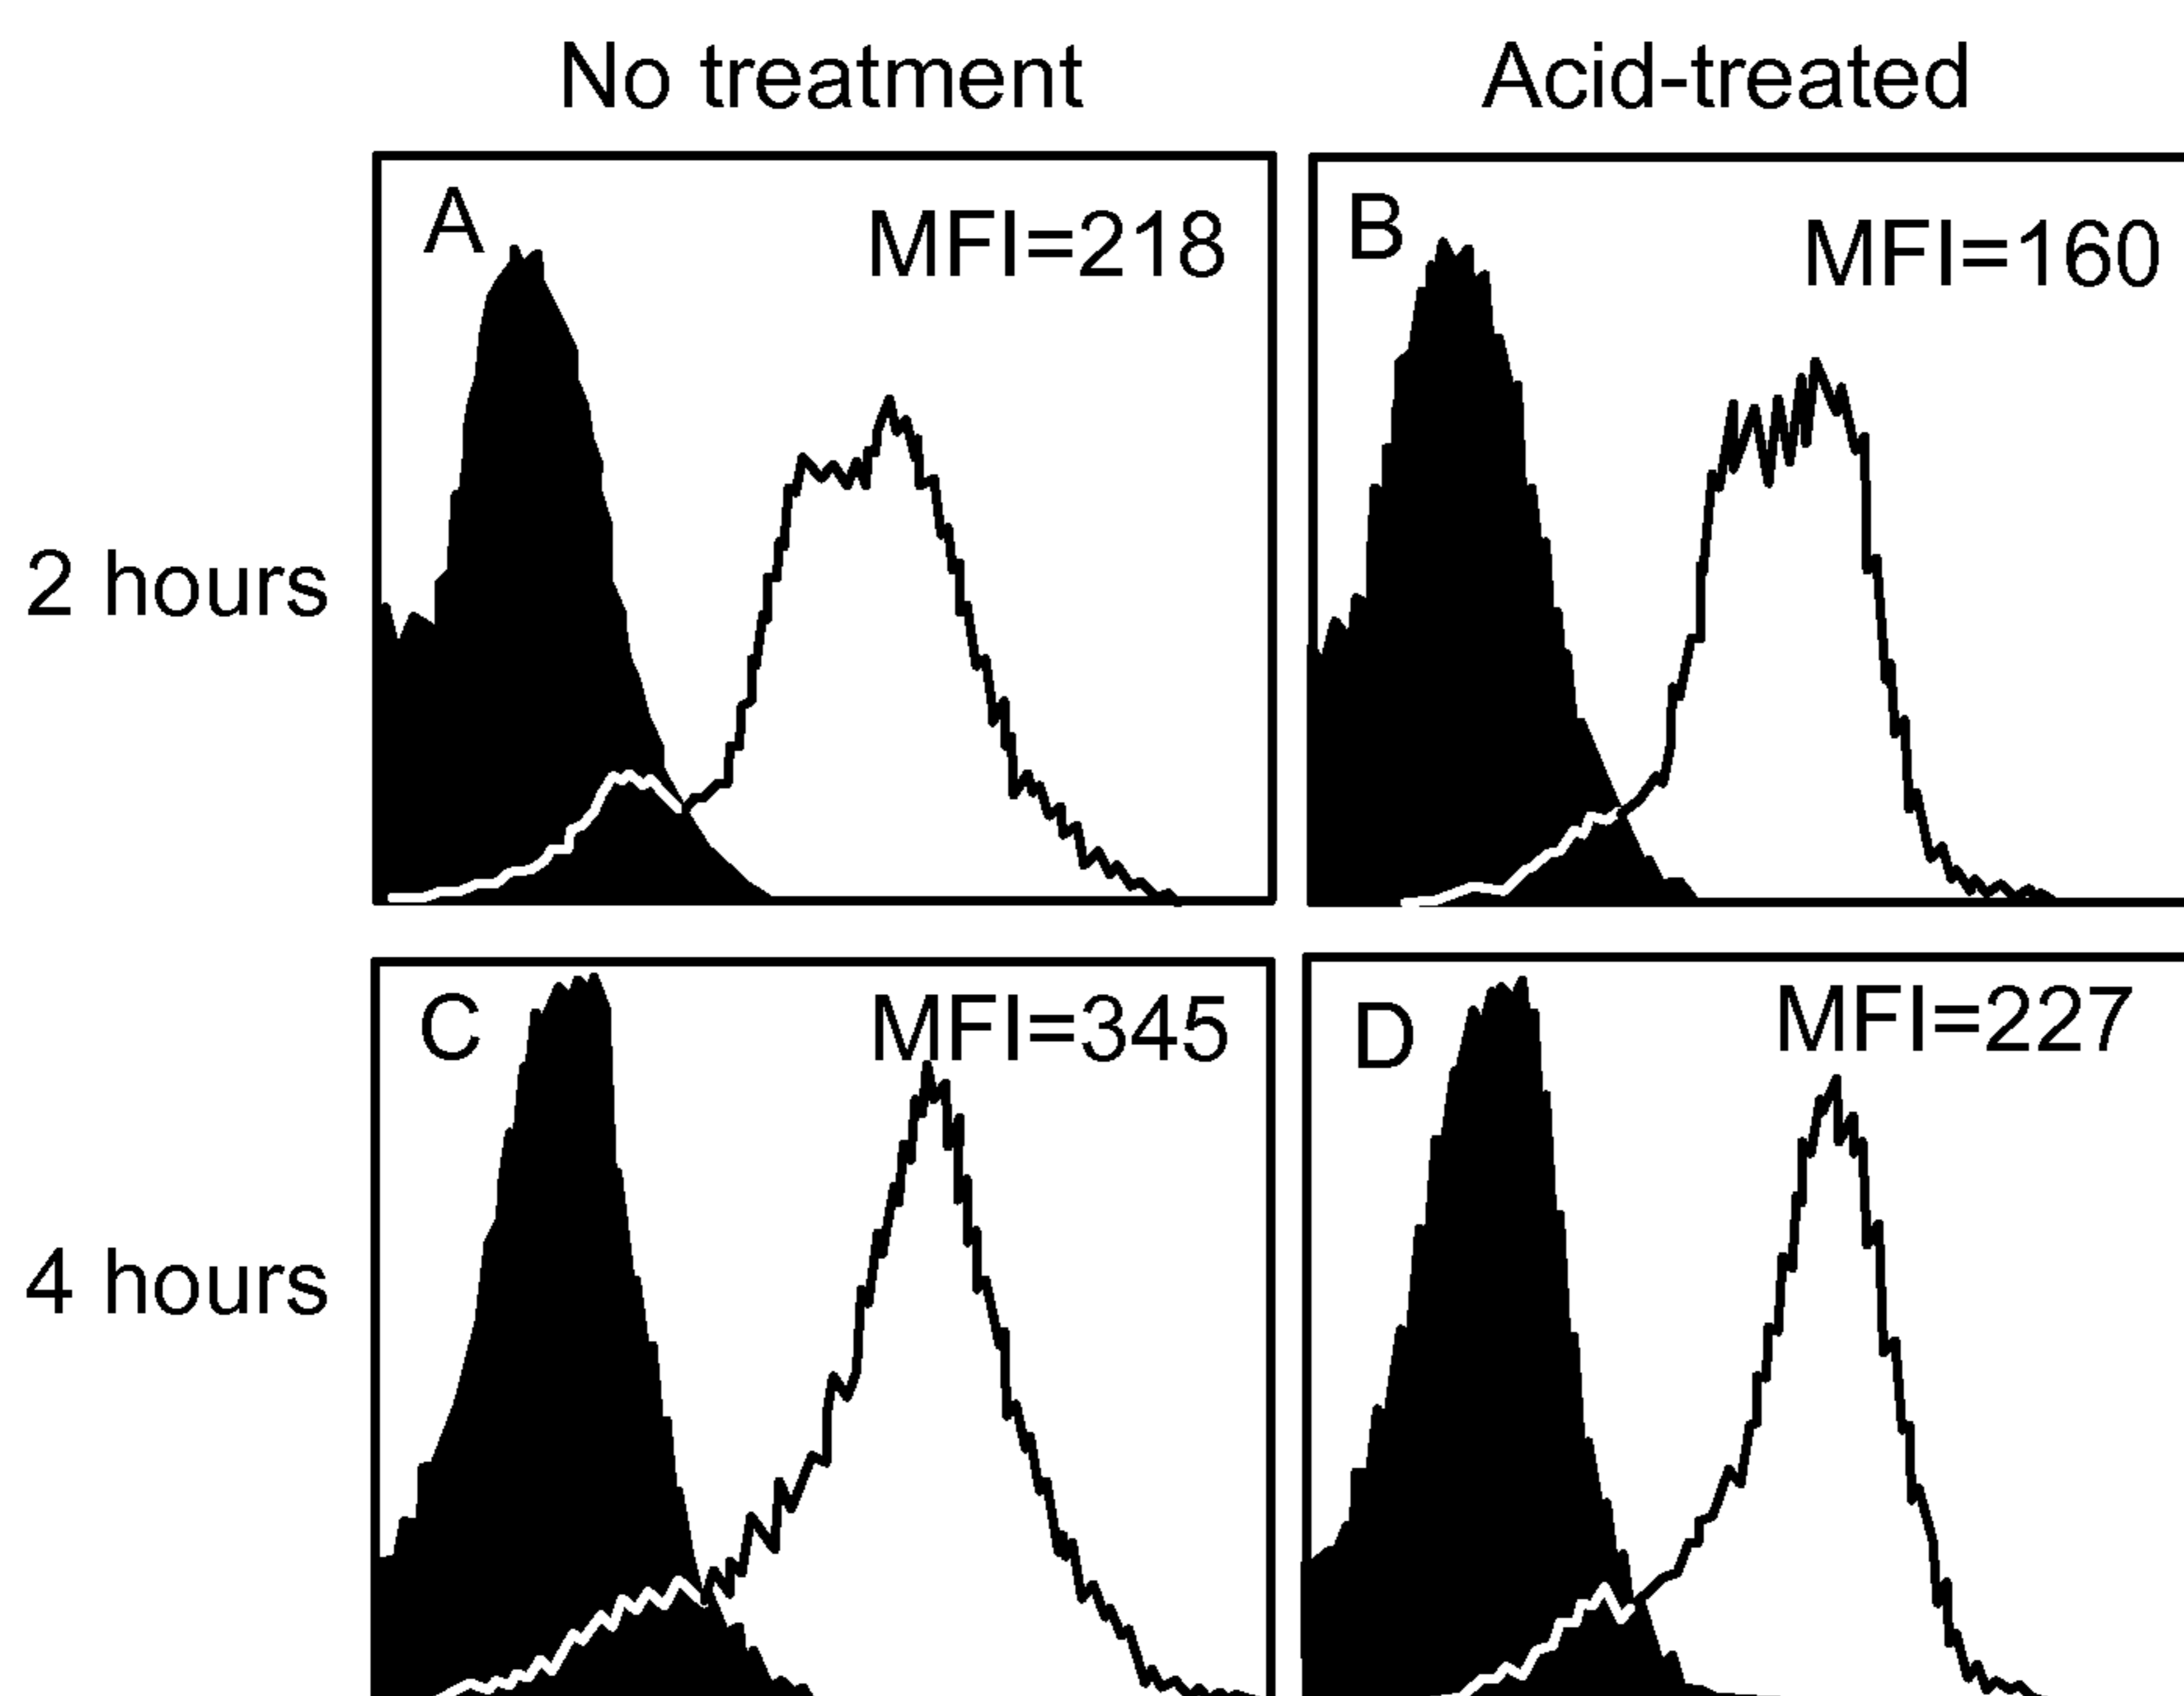 No treatment Acid-treated
A MFI=218 B MFI=160
2 hours
C MFI=345 D MFI=227
4 hours